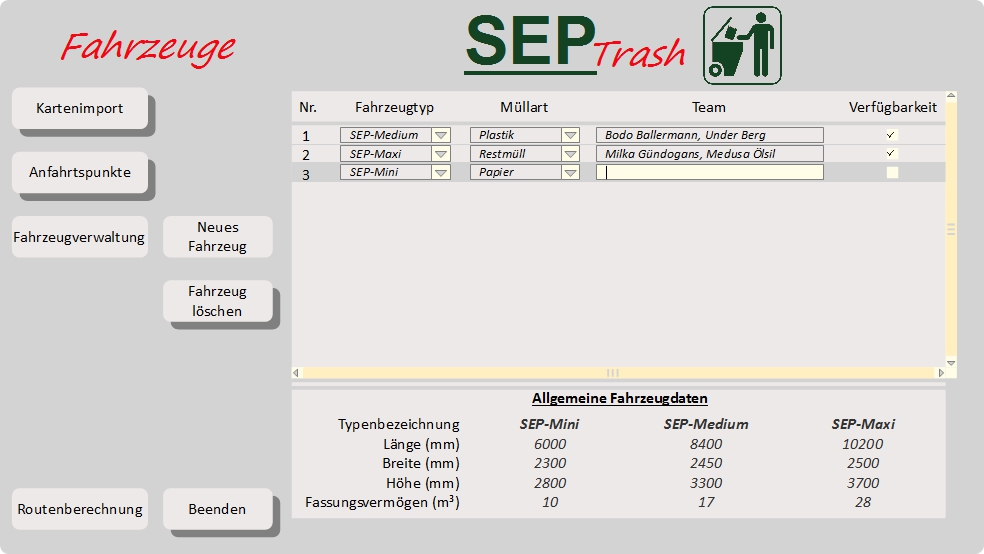 Fahrzeuge
SEP Trash
Kartenimport
Anfahrtspunkte
Fahrzeugverwaltung
Neues
Fahrzeug
Fahrzeug
löschen
Routenberechnung
Beenden
Nr. Fahrzeugtyp Müllart Team Verfügbarkeit
1 SEP-Medium Plastik Bodo Ballermann, Under Berg
2 SEP-Maxi Restmüll Milka Gündogans, Medusa Ölsil
3 SEP-Mini Papier
Allgemeine Fahrzeugdaten
Typenbezeichnung SEP-Mini SEP-Medium SEP-Maxi
Länge (mm) 6000 8400 10200
Breite (mm) 2300 2450 2500
Höhe (mm) 2800 3300 3700
Fassungsvermögen (m³) 10 17 28